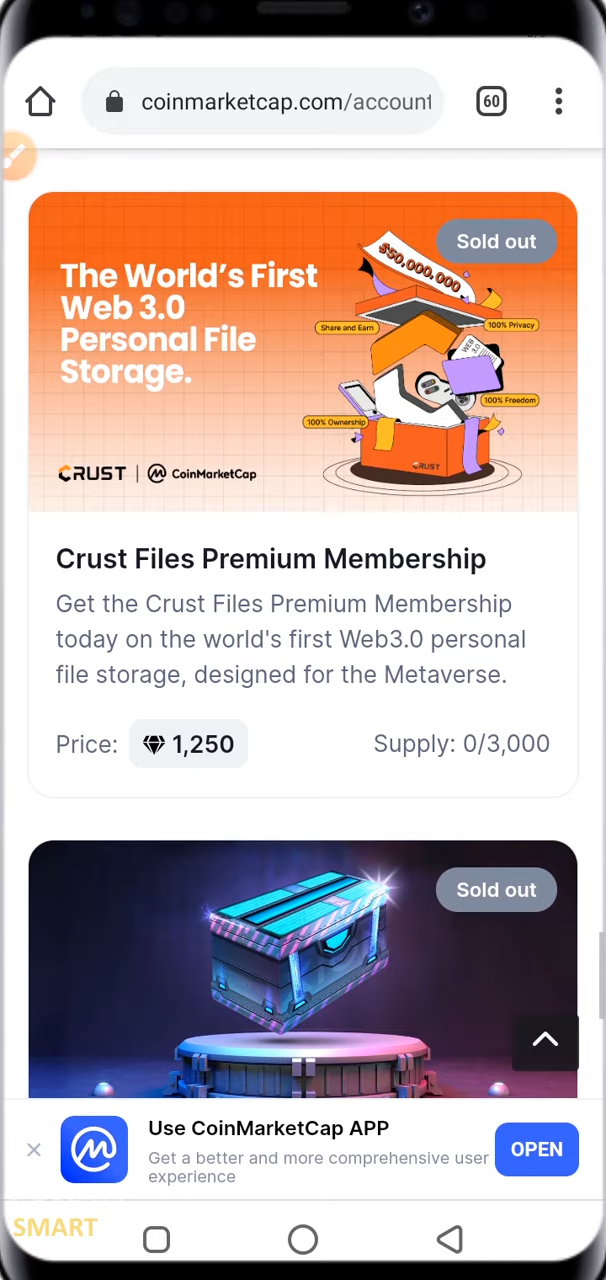 coinmarketcap.com/account
60
Sold out
$50,000,000
The World's First
Web 3.0
Personal File
Storage.
Share and Earn
100% Privacy
WEB 3.0
100% Freedom
100% Ownership
CRUST
CRUST | CoinMarketCap
Crust Files Premium Membership
Get the Crust Files Premium Membership
today on the world's first Web3.0 personal
file storage, designed for the Metaverse.
Price: 1,250
Supply: 0/3,000
Sold out
Use CoinMarketCap APP
Get a better and more comprehensive user
experience
OPEN
SMART